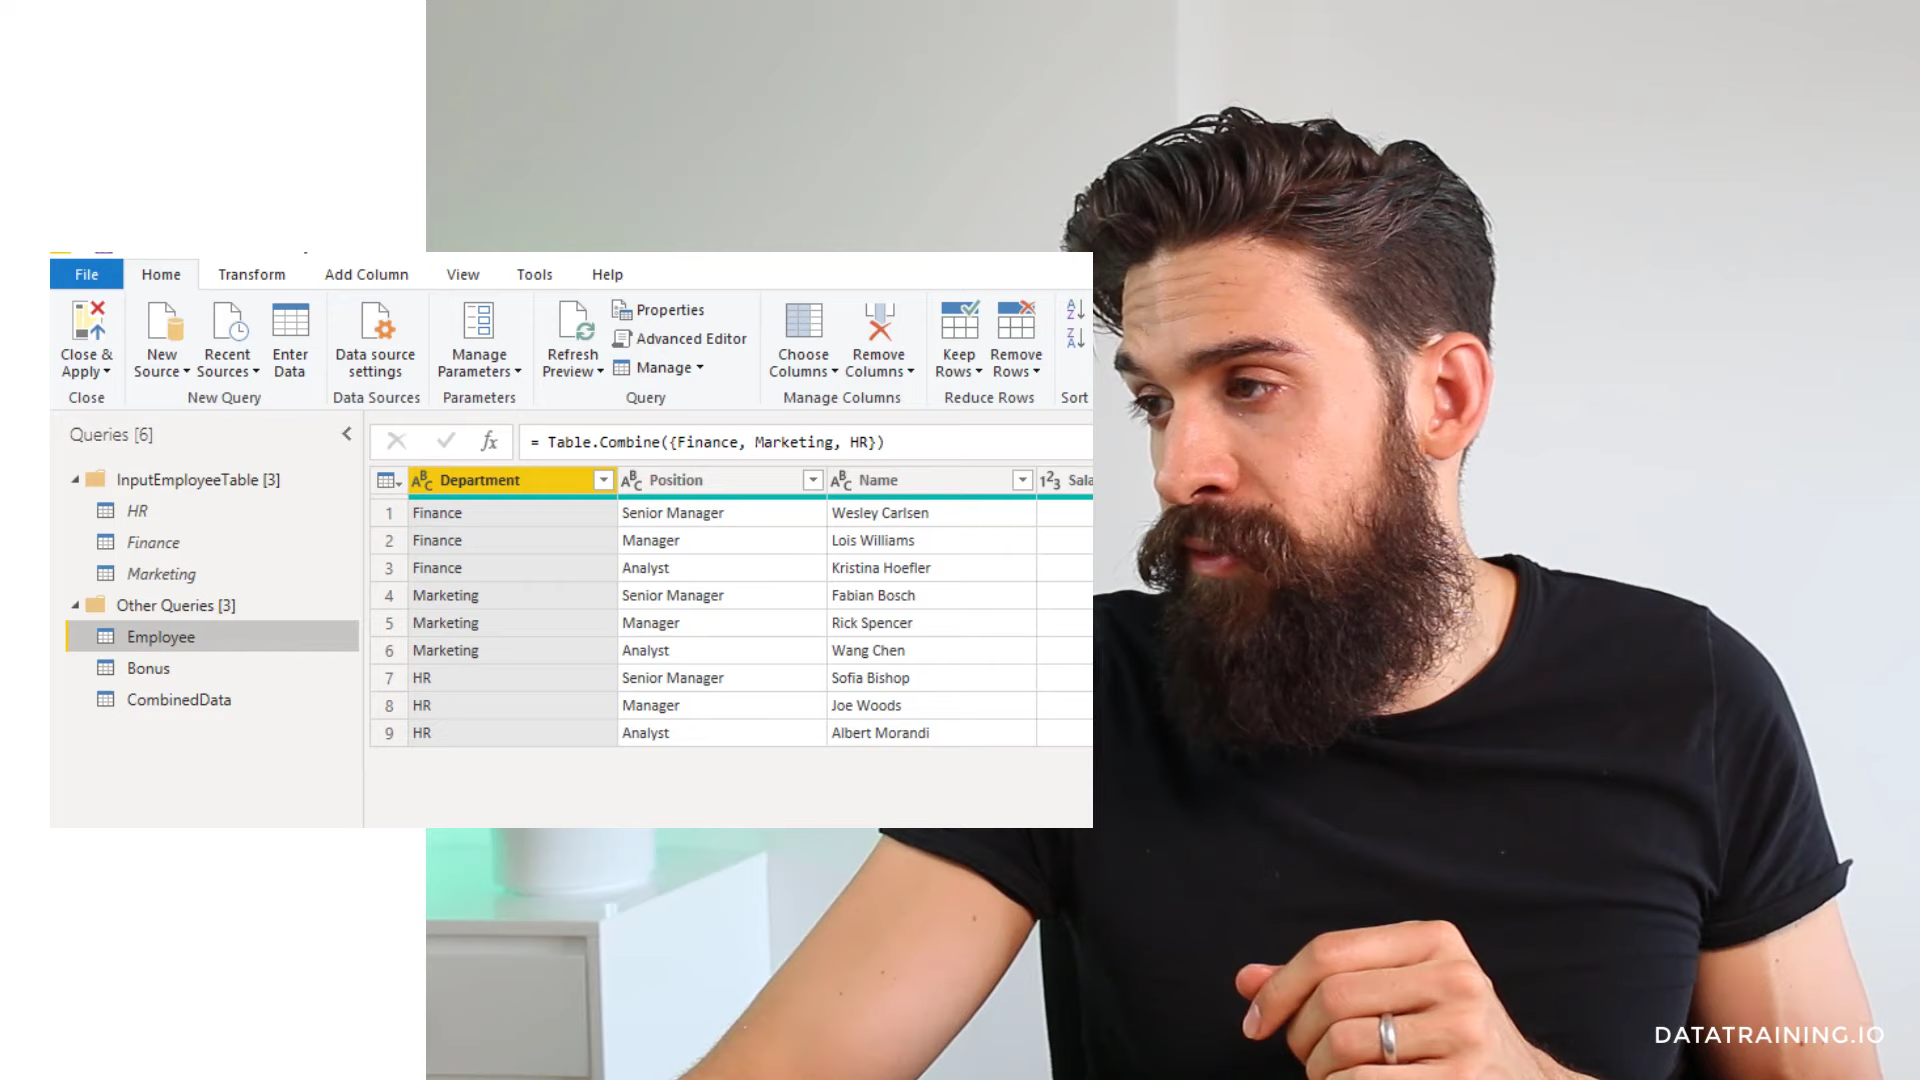 File Home Transform Add Column View Tools Help
Close & Apply
New Source
Recent Sources
Enter Data
Data source settings
Manage Parameters
Refresh Preview
Properties
Advanced Editor
Manage
Choose Columns
Remove Columns
Keep Rows
Remove Rows
Close New Query Data Sources Parameters Query Manage Columns Reduce Rows Sort
Queries [6]
InputEmployeeTable [3]
HR
Finance
Marketing
Other Queries [3]
Employee
Bonus
CombinedData
fx = Table.Combine({Finance, Marketing, HR})
ABC Department ABC Position ABC Name 123 Sala
1 Finance Senior Manager Wesley Carlsen
2 Finance Manager Lois Williams
3 Finance Analyst Kristina Hoefler
4 Marketing Senior Manager Fabian Bosch
5 Marketing Manager Rick Spencer
6 Marketing Analyst Wang Chen
7 HR Senior Manager Sofia Bishop
8 HR Manager Joe Woods
9 HR Analyst Albert Morandi
DATATRAINING.IO